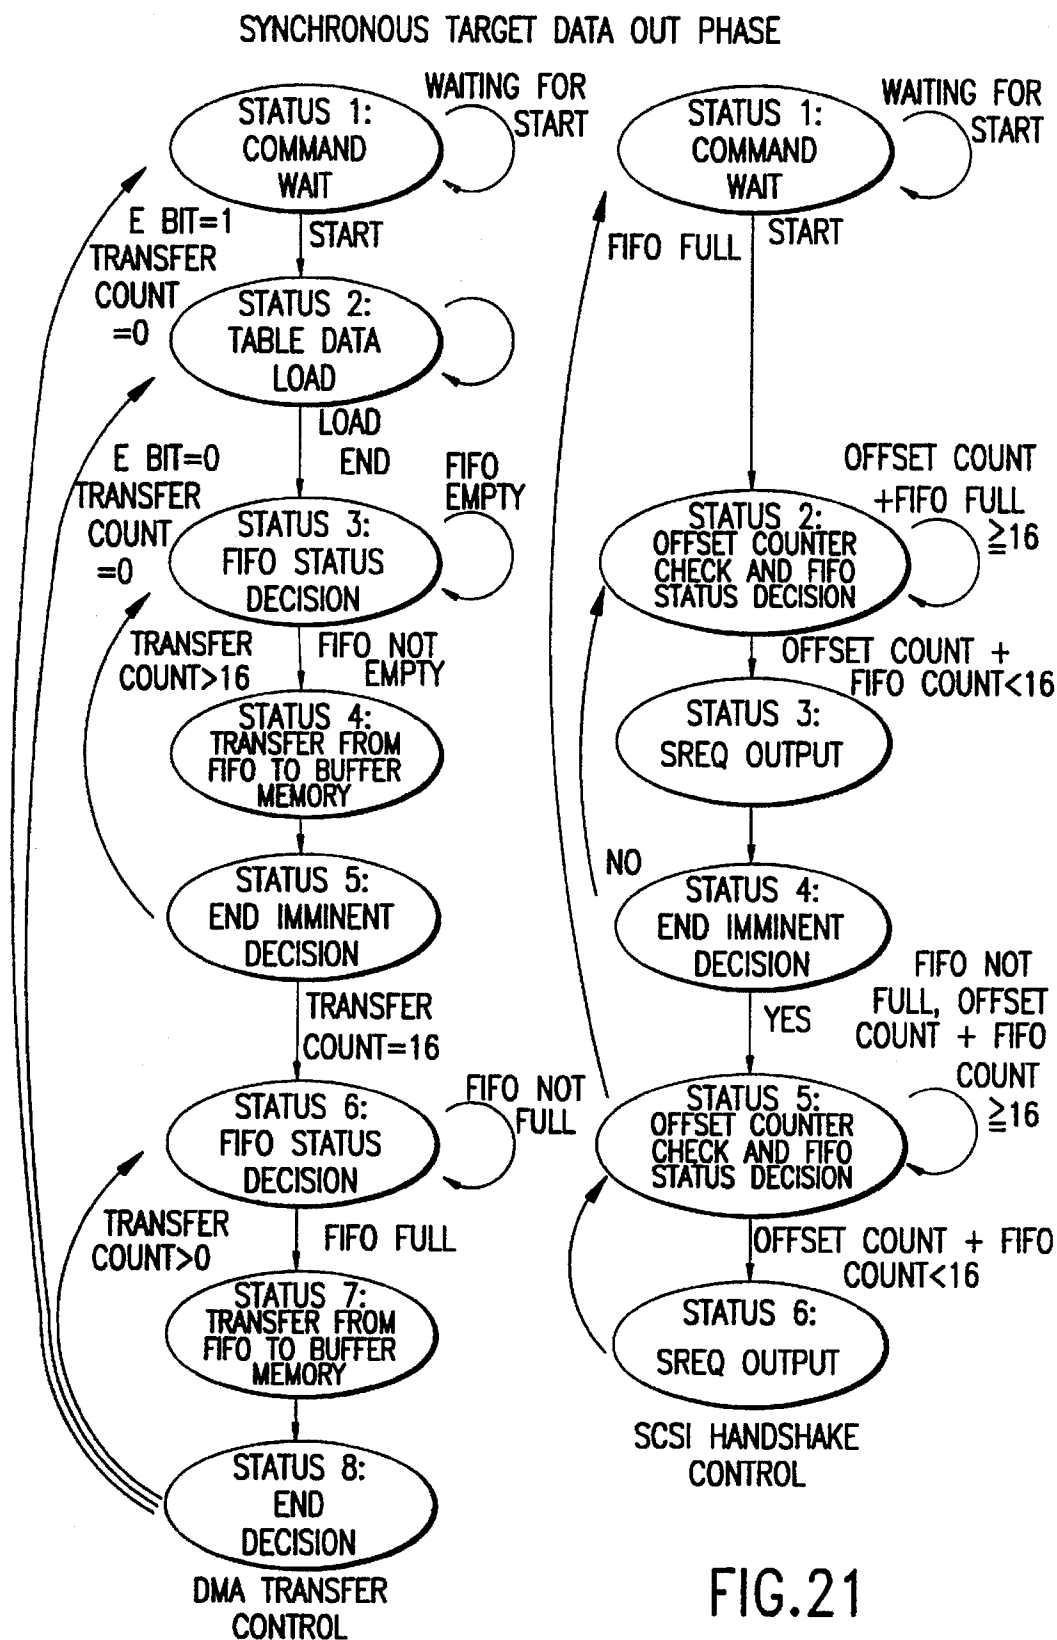 SYNCHRONOUS TARGET DATA OUT PHASE
STATUS 1:
COMMAND
WAIT
WAITING FOR
START
E BIT=1
TRANSFER
COUNT
=0
START
STATUS 2:
TABLE DATA
LOAD
LOAD
END
E BIT=0
TRANSFER
COUNT
=0
FIFO
EMPTY
STATUS 3:
FIFO STATUS
DECISION
TRANSFER
COUNT>16
FIFO NOT
EMPTY
STATUS 4:
TRANSFER FROM
FIFO TO BUFFER
MEMORY
STATUS 5:
END IMMINENT
DECISION
TRANSFER
COUNT=16
STATUS 6:
FIFO STATUS
DECISION
FIFO NOT
FULL
TRANSFER
COUNT>0
FIFO FULL
STATUS 7:
TRANSFER FROM
FIFO TO BUFFER
MEMORY
STATUS 8:
END
DECISION
DMA TRANSFER
CONTROL
STATUS 1:
COMMAND
WAIT
WAITING FOR
START
FIFO FULL
START
OFFSET COUNT
+FIFO FULL
≧16
STATUS 2:
OFFSET COUNTER
CHECK AND FIFO
STATUS DECISION
OFFSET COUNT +
FIFO COUNT<16
STATUS 3:
SREQ OUTPUT
NO
STATUS 4:
END IMMINENT
DECISION
YES
FIFO NOT
FULL, OFFSET
COUNT + FIFO
COUNT
≧16
STATUS 5:
OFFSET COUNTER
CHECK AND FIFO
STATUS DECISION
OFFSET COUNT + FIFO
COUNT<16
STATUS 6:
SREQ OUTPUT
SCSI HANDSHAKE
CONTROL
FIG.21